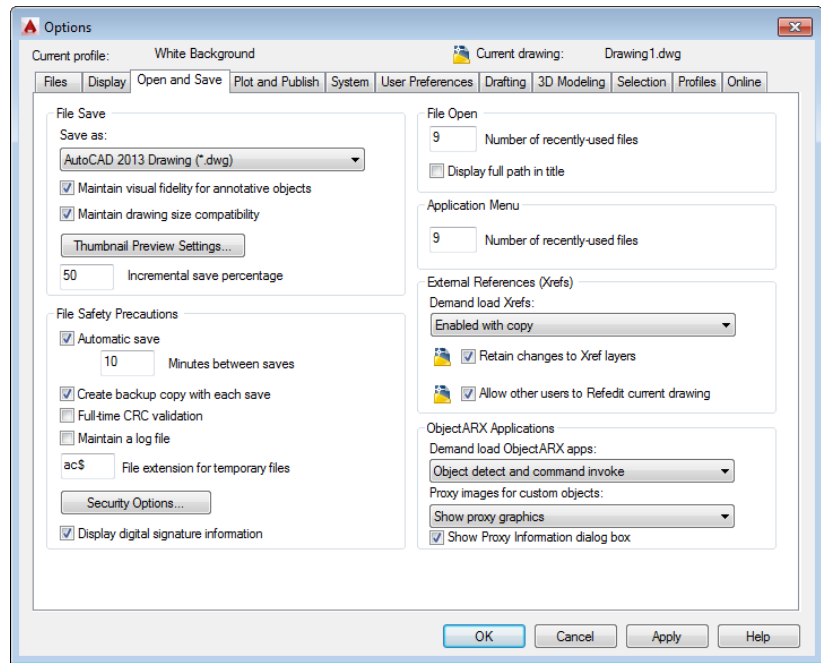 Options
Current profile: White Background Current drawing: Drawing1.dwg
Files Display Open and Save Plot and Publish System User Preferences Drafting 3D Modeling Selection Profiles Online
File Save
Save as:
AutoCAD 2013 Drawing (*.dwg)
Maintain visual fidelity for annotative objects
Maintain drawing size compatibility
Thumbnail Preview Settings...
50 Incremental save percentage
File Safety Precautions
Automatic save
10 Minutes between saves
Create backup copy with each save
Full-time CRC validation
Maintain a log file
ac$ File extension for temporary files
Security Options...
Display digital signature information
File Open
9 Number of recently-used files
Display full path in title
Application Menu
9 Number of recently-used files
External References (Xrefs)
Demand load Xrefs:
Enabled with copy
Retain changes to Xref layers
Allow other users to Refedit current drawing
ObjectARX Applications
Demand load ObjectARX apps:
Object detect and command invoke
Proxy images for custom objects:
Show proxy graphics
Show Proxy Information dialog box
OK Cancel Apply Help